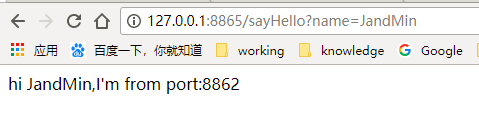 127.0.0.1:8865/sayHello?name=JandMin
应用 百度一下，你就知道 working knowledge Google
hi JandMin,I'm from port:8862